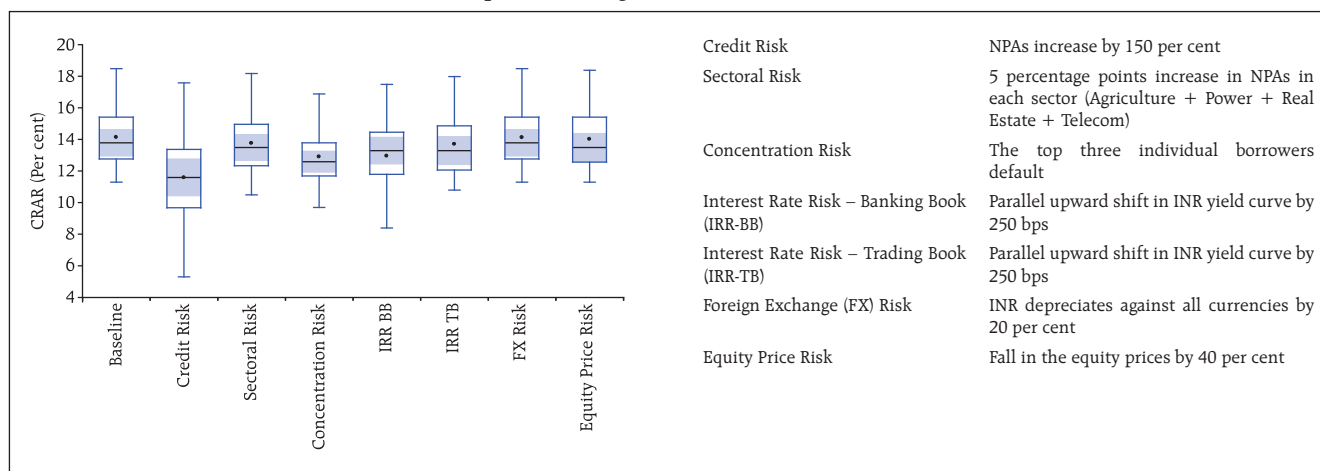 20
18
16
14
12
10
8
6
4
CRAR (Per cent)
Baseline
Credit Risk
Sectoral Risk
Concentration Risk
IRR BB
IRR TB
FX Risk
Equity Price Risk
Credit Risk NPAs increase by 150 per cent
Sectoral Risk 5 percentage points increase in NPAs in
each sector (Agriculture + Power + Real
Estate + Telecom)
Concentration Risk The top three individual borrowers
default
Interest Rate Risk – Banking Book Parallel upward shift in INR yield curve by
(IRR-BB) 250 bps
Interest Rate Risk – Trading Book Parallel upward shift in INR yield curve by
(IRR-TB) 250 bps
Foreign Exchange (FX) Risk INR depreciates against all currencies by
20 per cent
Equity Price Risk Fall in the equity prices by 40 per cent